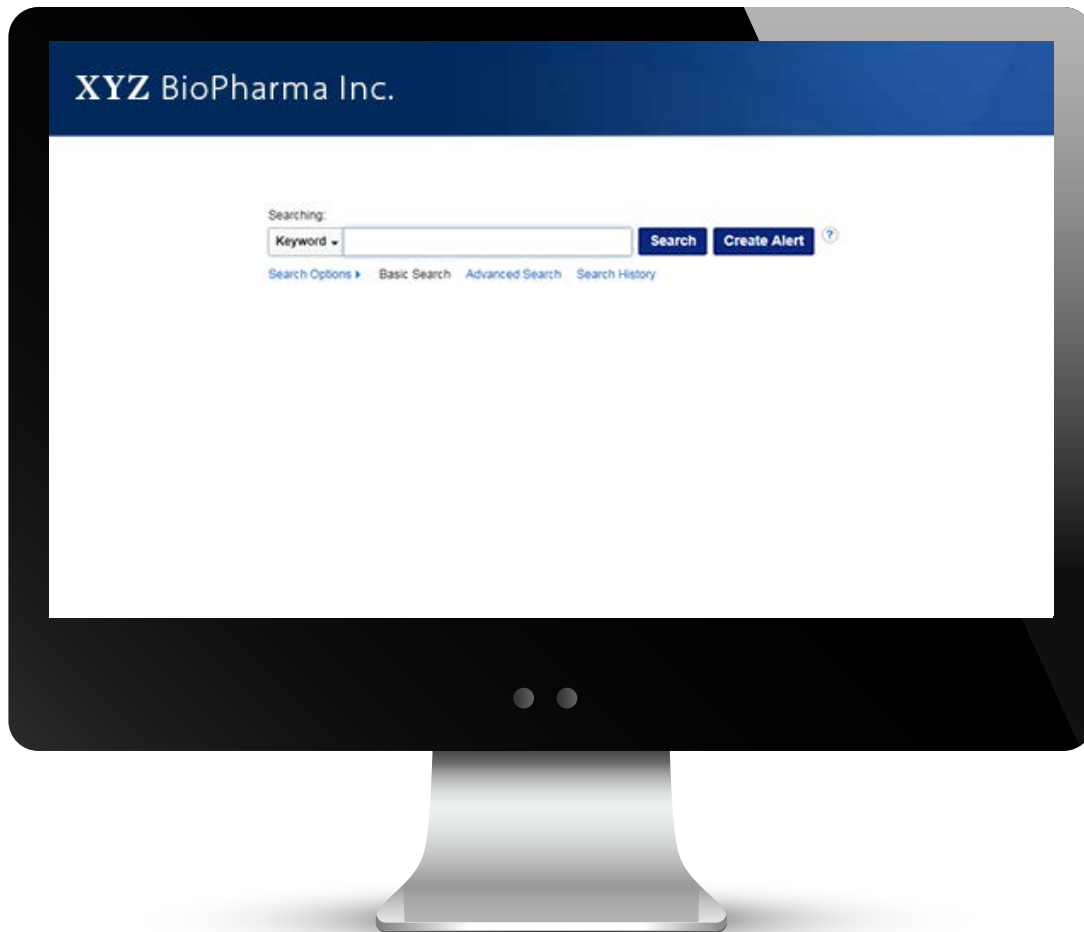 XYZ BioPharma Inc.
Searching:
Keyword Search Create Alert ?
Search Options Basic Search Advanced Search Search History